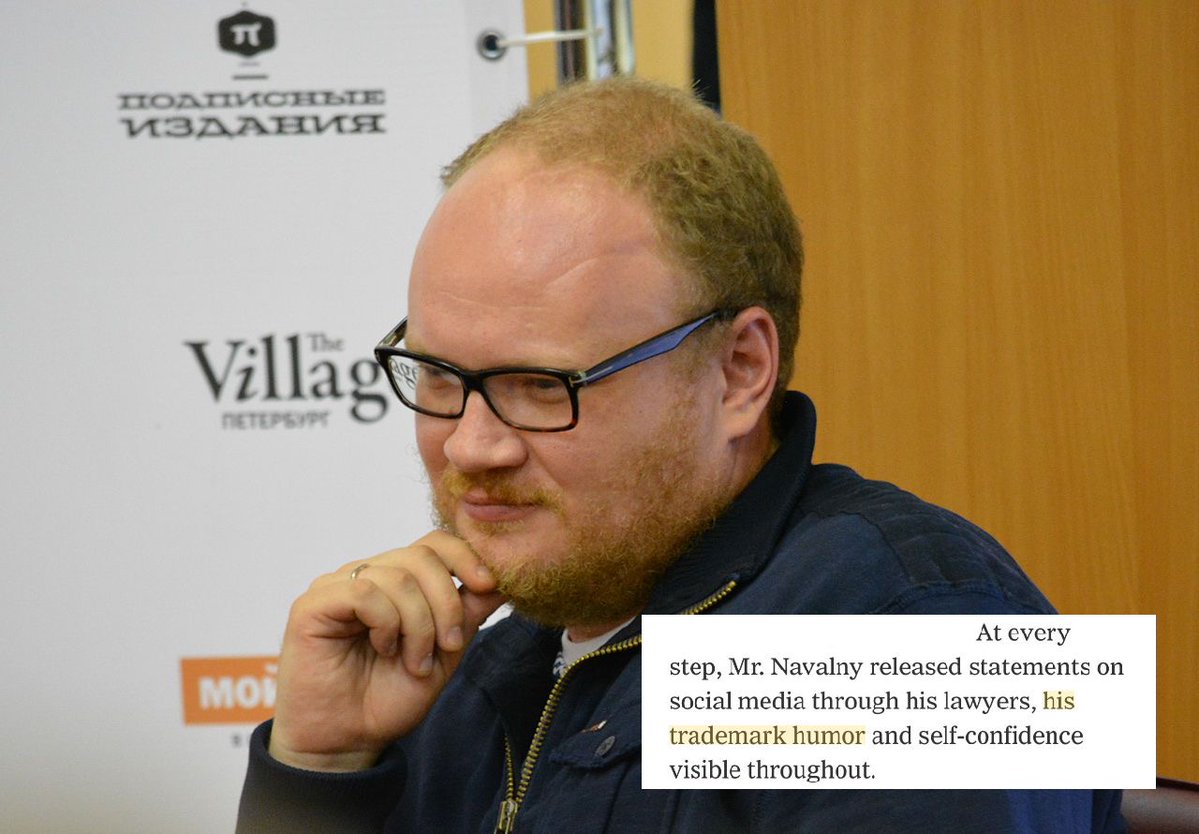 π
ПОДПИСНЫЕ
ИЗДАНИЯ
The
Village
ПЕТЕРБУРГ
МОЙ
At every
step, Mr. Navalny released statements on
social media through his lawyers, his
trademark humor and self-confidence
visible throughout.